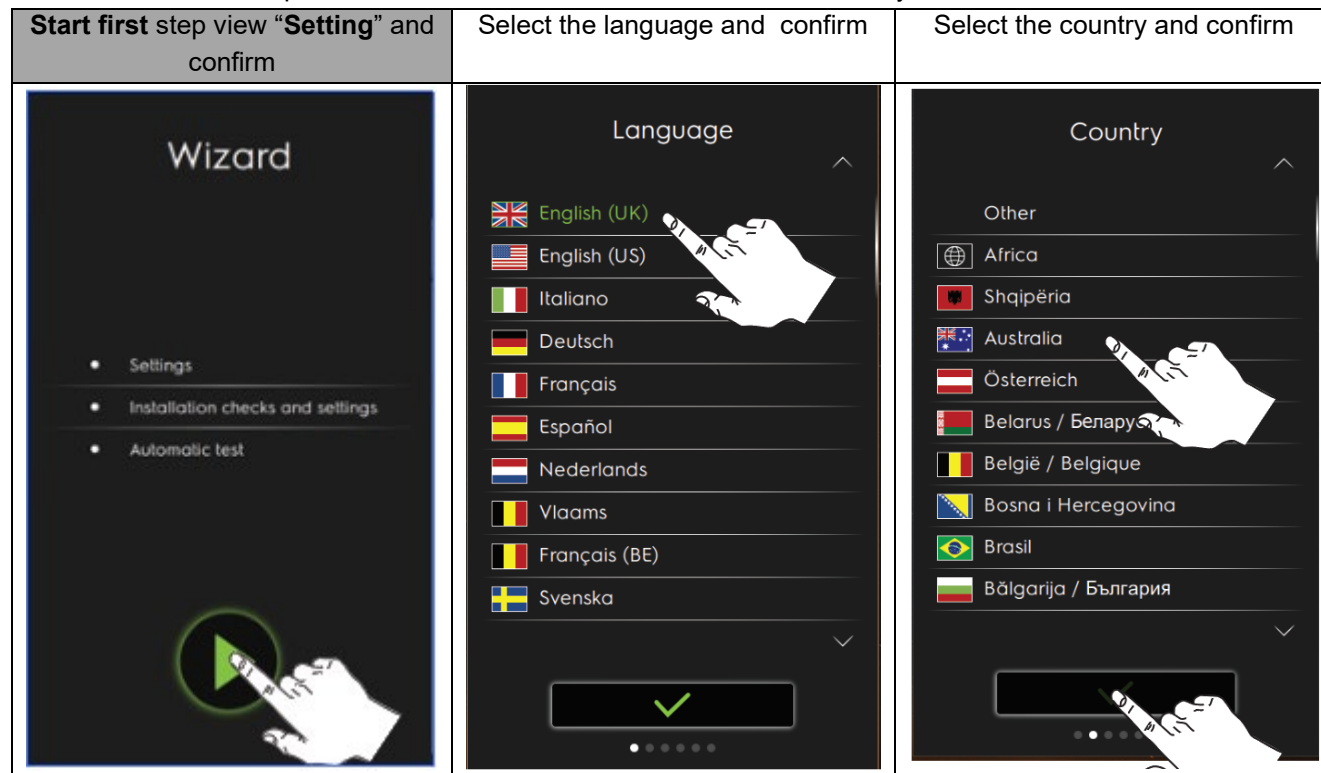 Start first step view “Setting” and
confirm
Select the language and confirm
Select the country and confirm
Wizard
Settings
Installation checks and settings
Automatic test
Language
English (UK)
English (US)
Italiano
Deutsch
Français
Español
Nederlands
Vlaams
Français (BE)
Svenska
Country
Other
Africa
Shqipëria
Australia
Österreich
Belarus /
België / Belgique
Bosna i Hercegovina
Brasil
Bălgarija / България